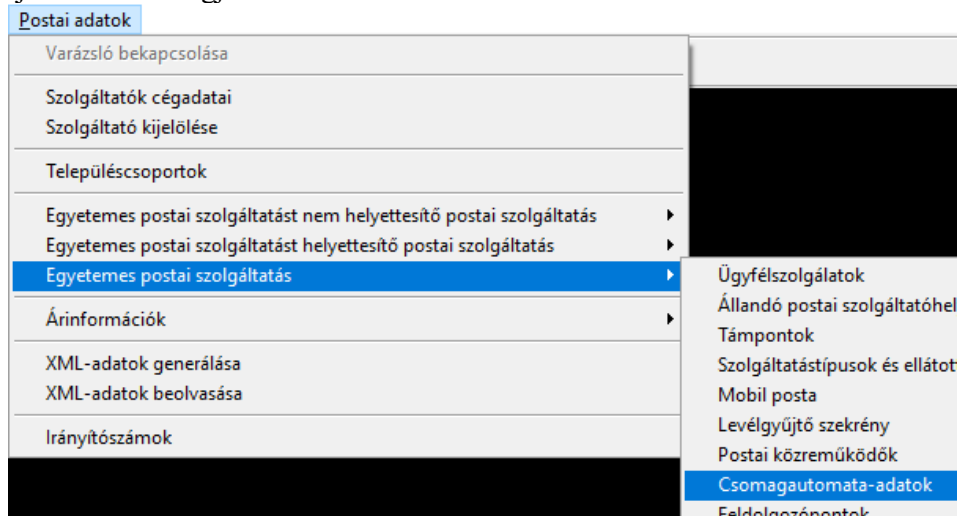 Postai adatok
Varázsló bekapcsolása
Szolgáltatók cégadatai
Szolgáltató kijelölése
Településcsoportok
Egyetemes postai szolgáltatást nem helyettesítő postai szolgáltatás
Egyetemes postai szolgáltatást helyettesítő postai szolgáltatás
Egyetemes postai szolgáltatás
Árinformációk
XML-adatok generálása
XML-adatok beolvasása
Irányítószámok
Ügyfélszolgálatok
Állandó postai szolgáltatóhel
Támpontok
Szolgáltatástípusok és ellátot
Mobil posta
Levélgyűjtő szekrény
Postai közreműködők
Csomagautomata-adatok
Feldolgozópontok